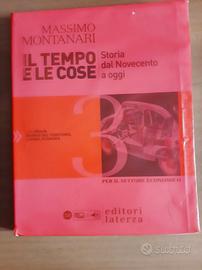 MASSIMO
MONTANARI
IL TEMPO
E LE COSE
Storia
dal Novecento
a oggi
3
PER IL SETTORE ECONOMICO
editori
laterza
subito